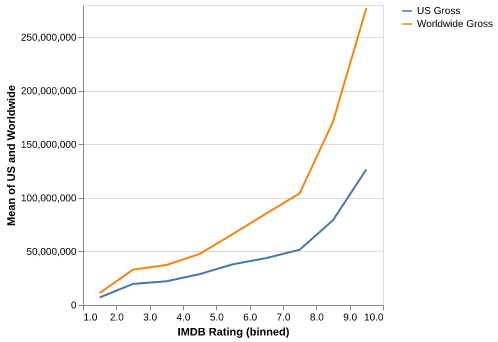 US Gross
Worldwide Gross
Mean of US and Worldwide
250,000,000
200,000,000
150,000,000
100,000,000
50,000,000
0
1.0 2.0 3.0 4.0 5.0 6.0 7.0 8.0 9.0 10.0
IMDB Rating (binned)